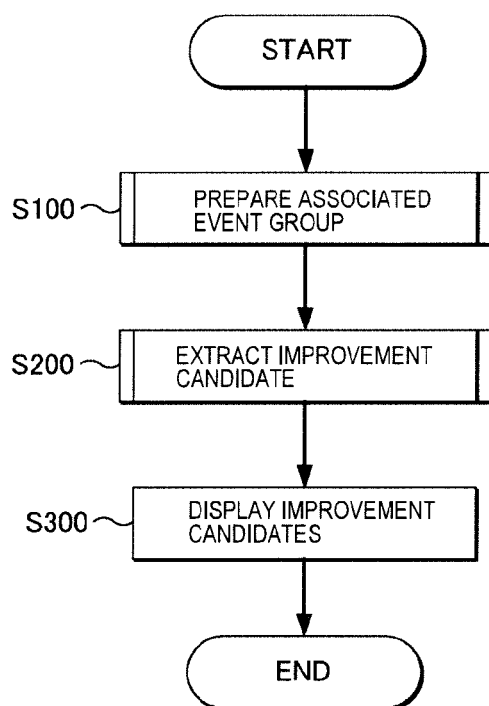 START
S100
PREPARE ASSOCIATED
EVENT GROUP
S200
EXTRACT IMPROVEMENT
CANDIDATE
S300
DISPLAY IMPROVEMENT
CANDIDATES
END